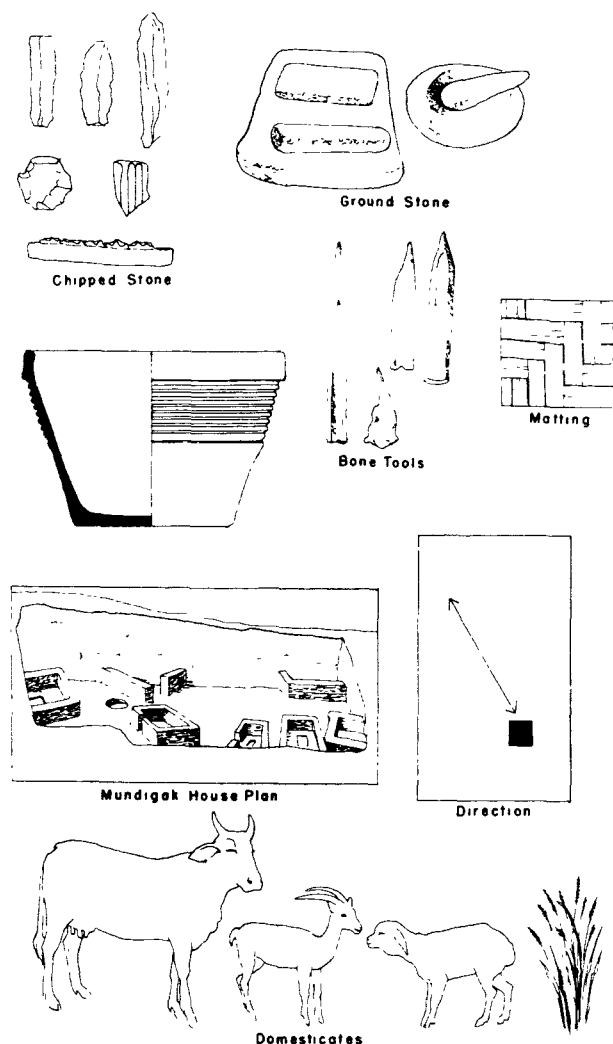 Ground Stone
Chipped Stone
Matting
Bone Tools
Mundigak House Plan
Direction
Domesticates